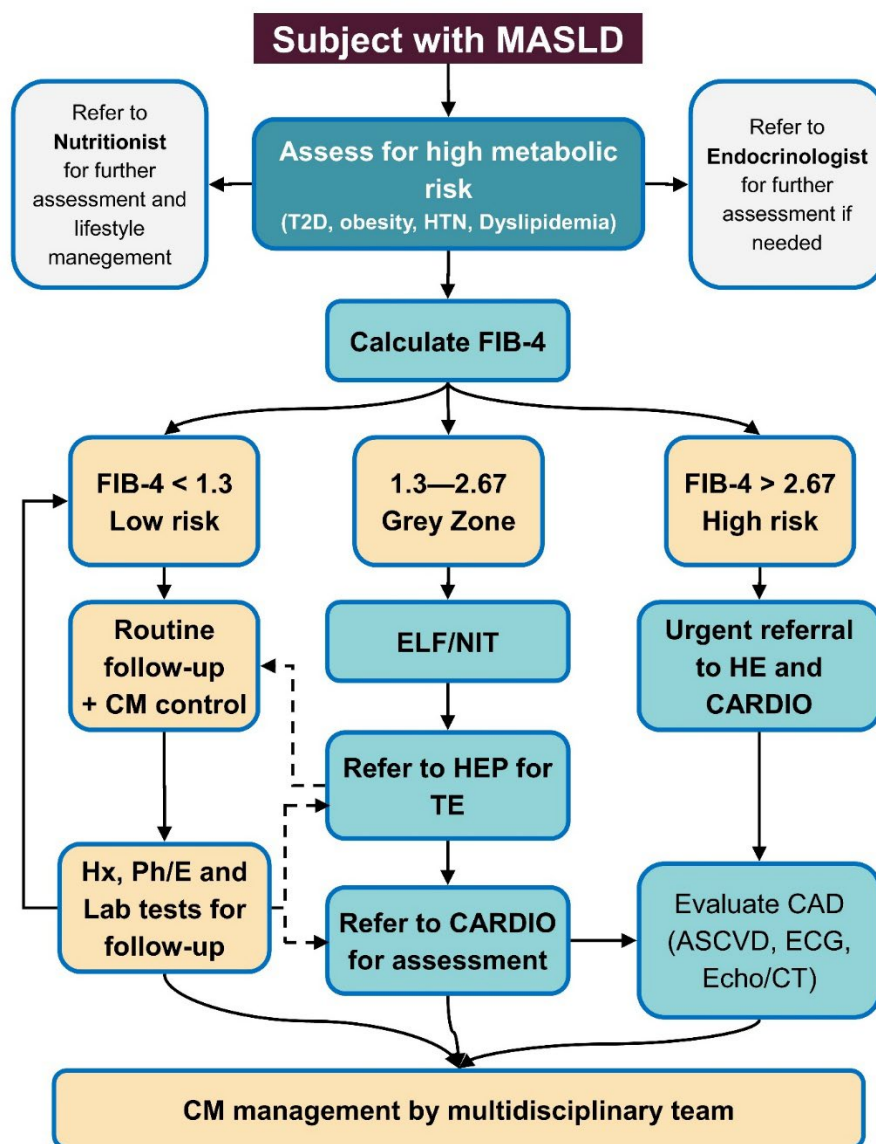 Subject with MASLD
Refer to
Nutritionist
for further
assessment and
lifestyle
manegement
Assess for high metabolic
risk
(T2D, obesity, HTN, Dyslipidemia)
Refer to
Endocrinologist
for further
assessment if
needed
Calculate FIB-4
FIB-4 < 1.3
Low risk
1.3—2.67
Grey Zone
FIB-4 > 2.67
High risk
Routine
follow-up
+ CM control
ELF/NIT
Urgent referral
to HE and
CARDIO
Refer to HEP for
TE
Hx, Ph/E and
Lab tests for
follow-up
Refer to CARDIO
for assessment
Evaluate CAD
(ASCVD, ECG,
Echo/CT)
CM management by multidisciplinary team